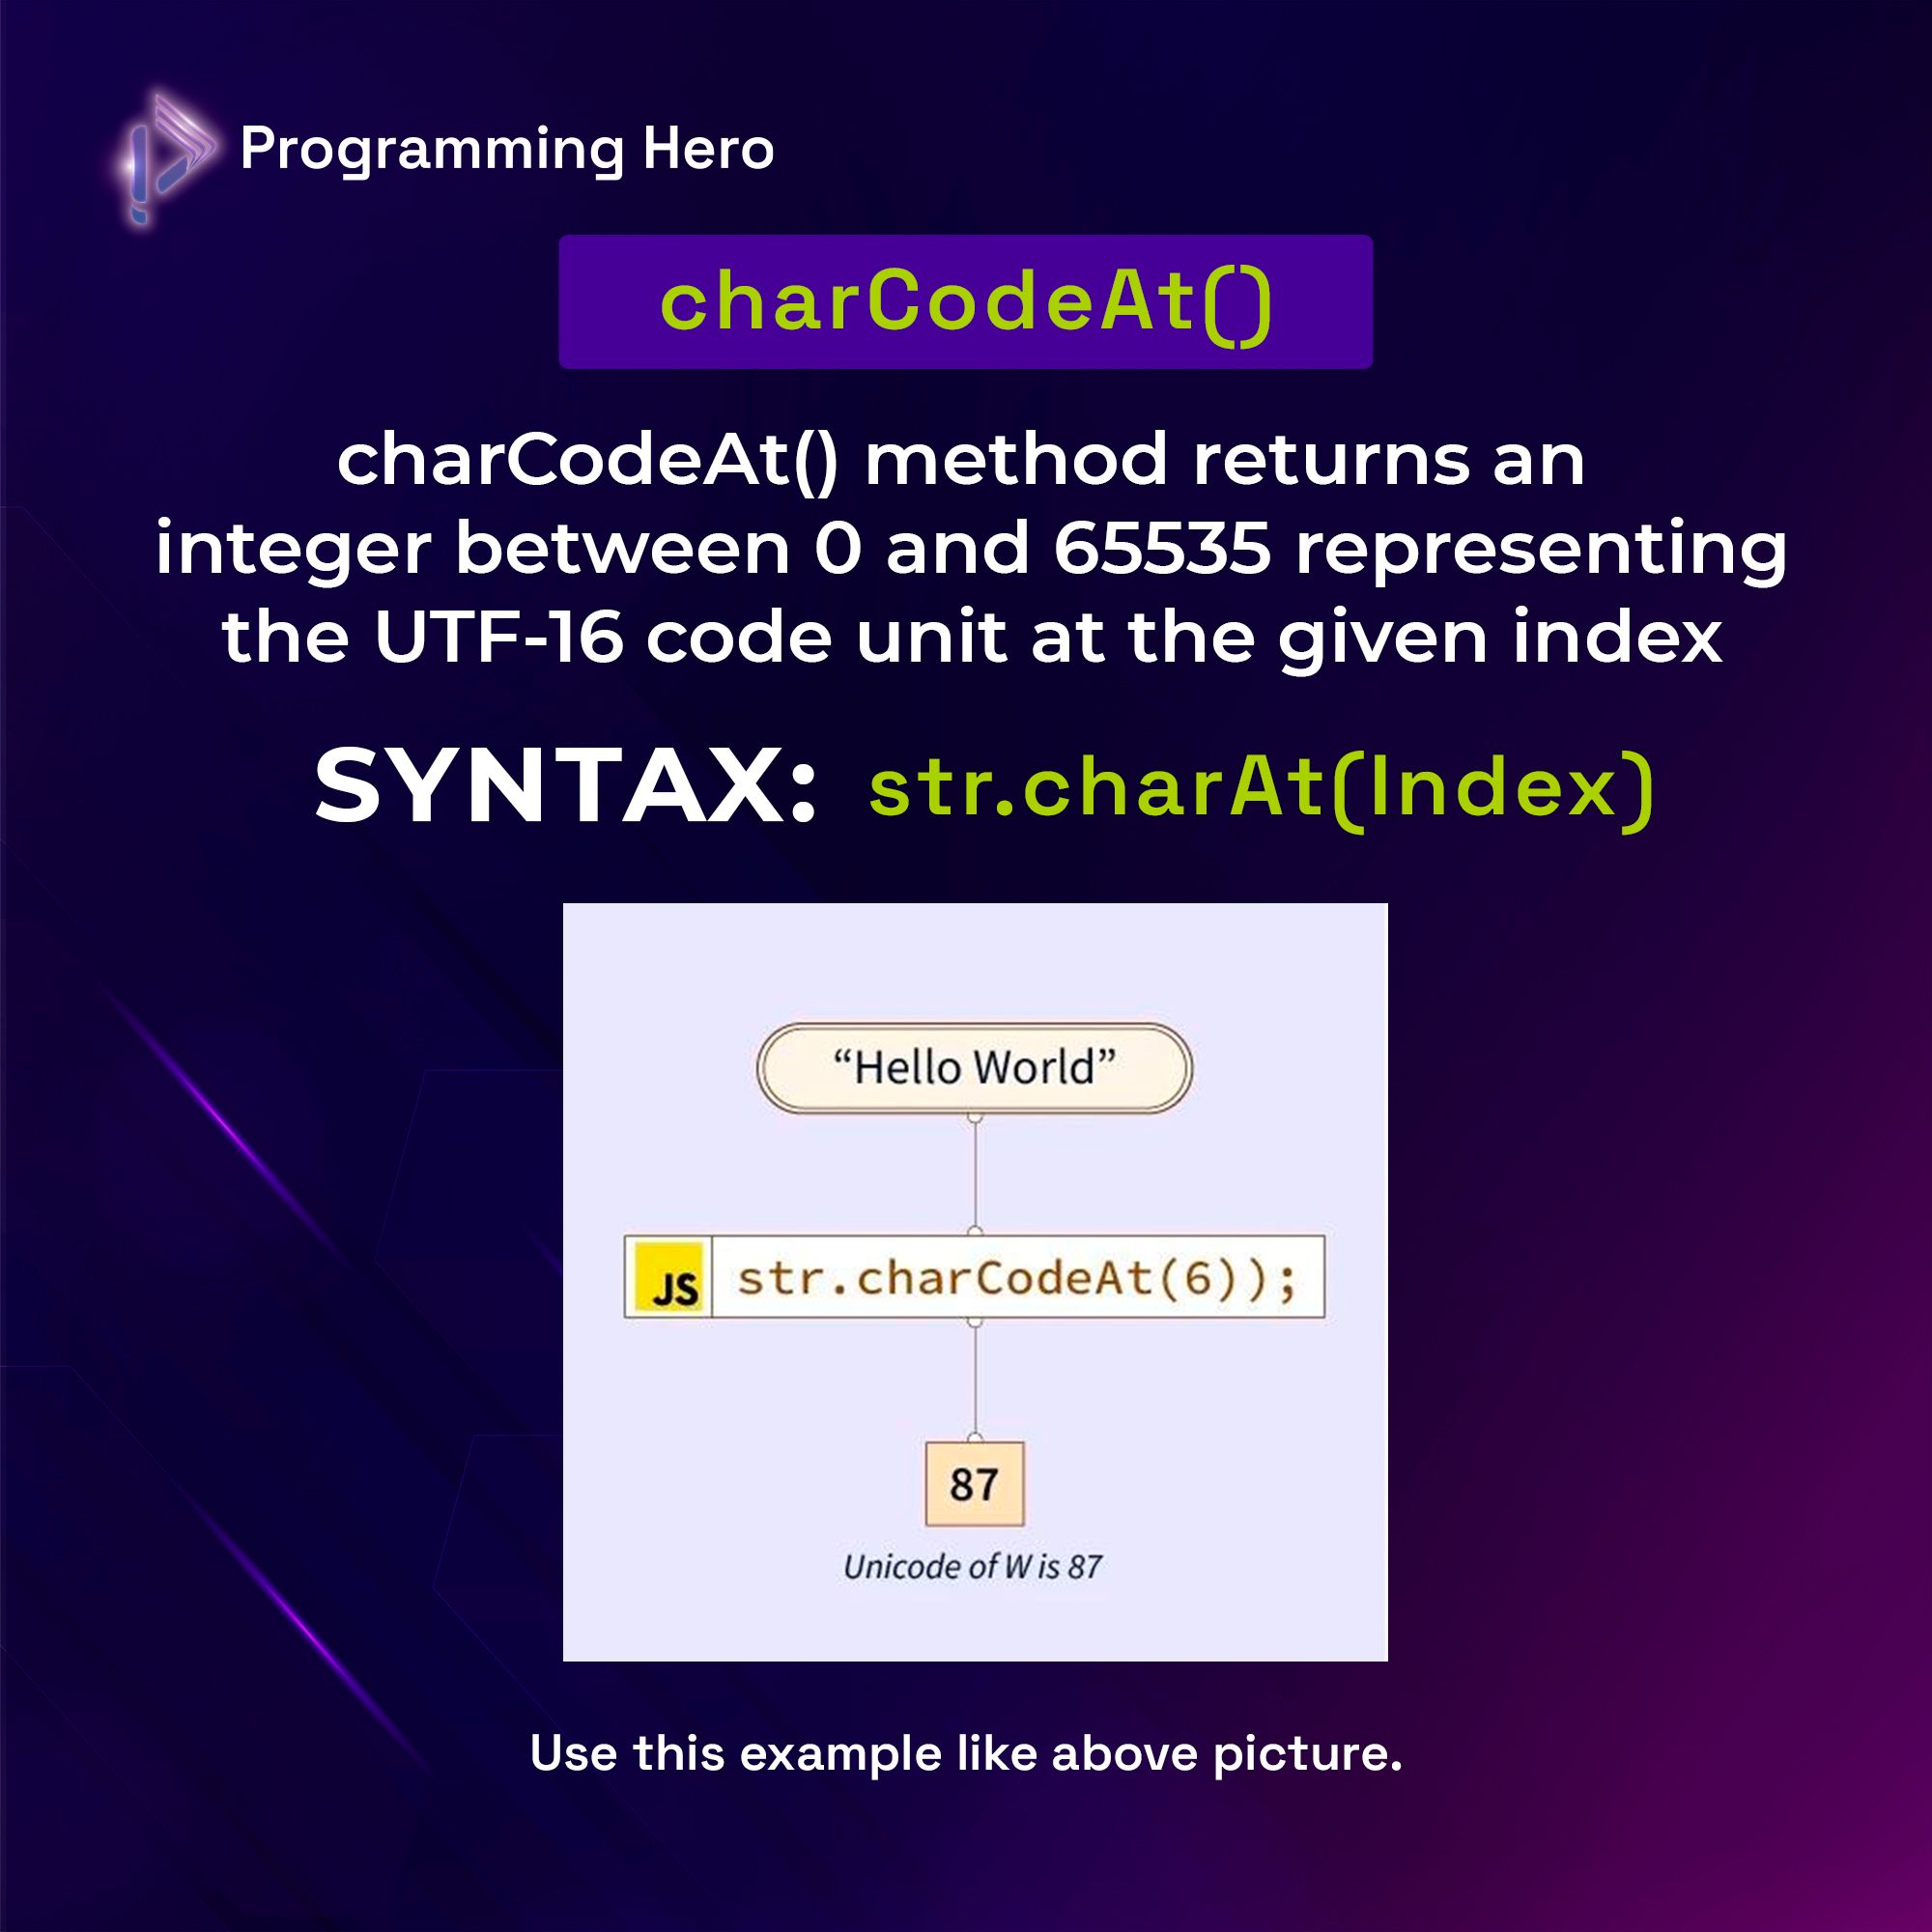 Programming Hero
charCodeAt()
charCodeAt() method returns an
integer between 0 and 65535 representing
the UTF-16 code unit at the given index
SYNTAX: str.charAt(Index)
“Hello World”
JS str.charCodeAt(6));
87
Unicode of W is 87
Use this example like above picture.